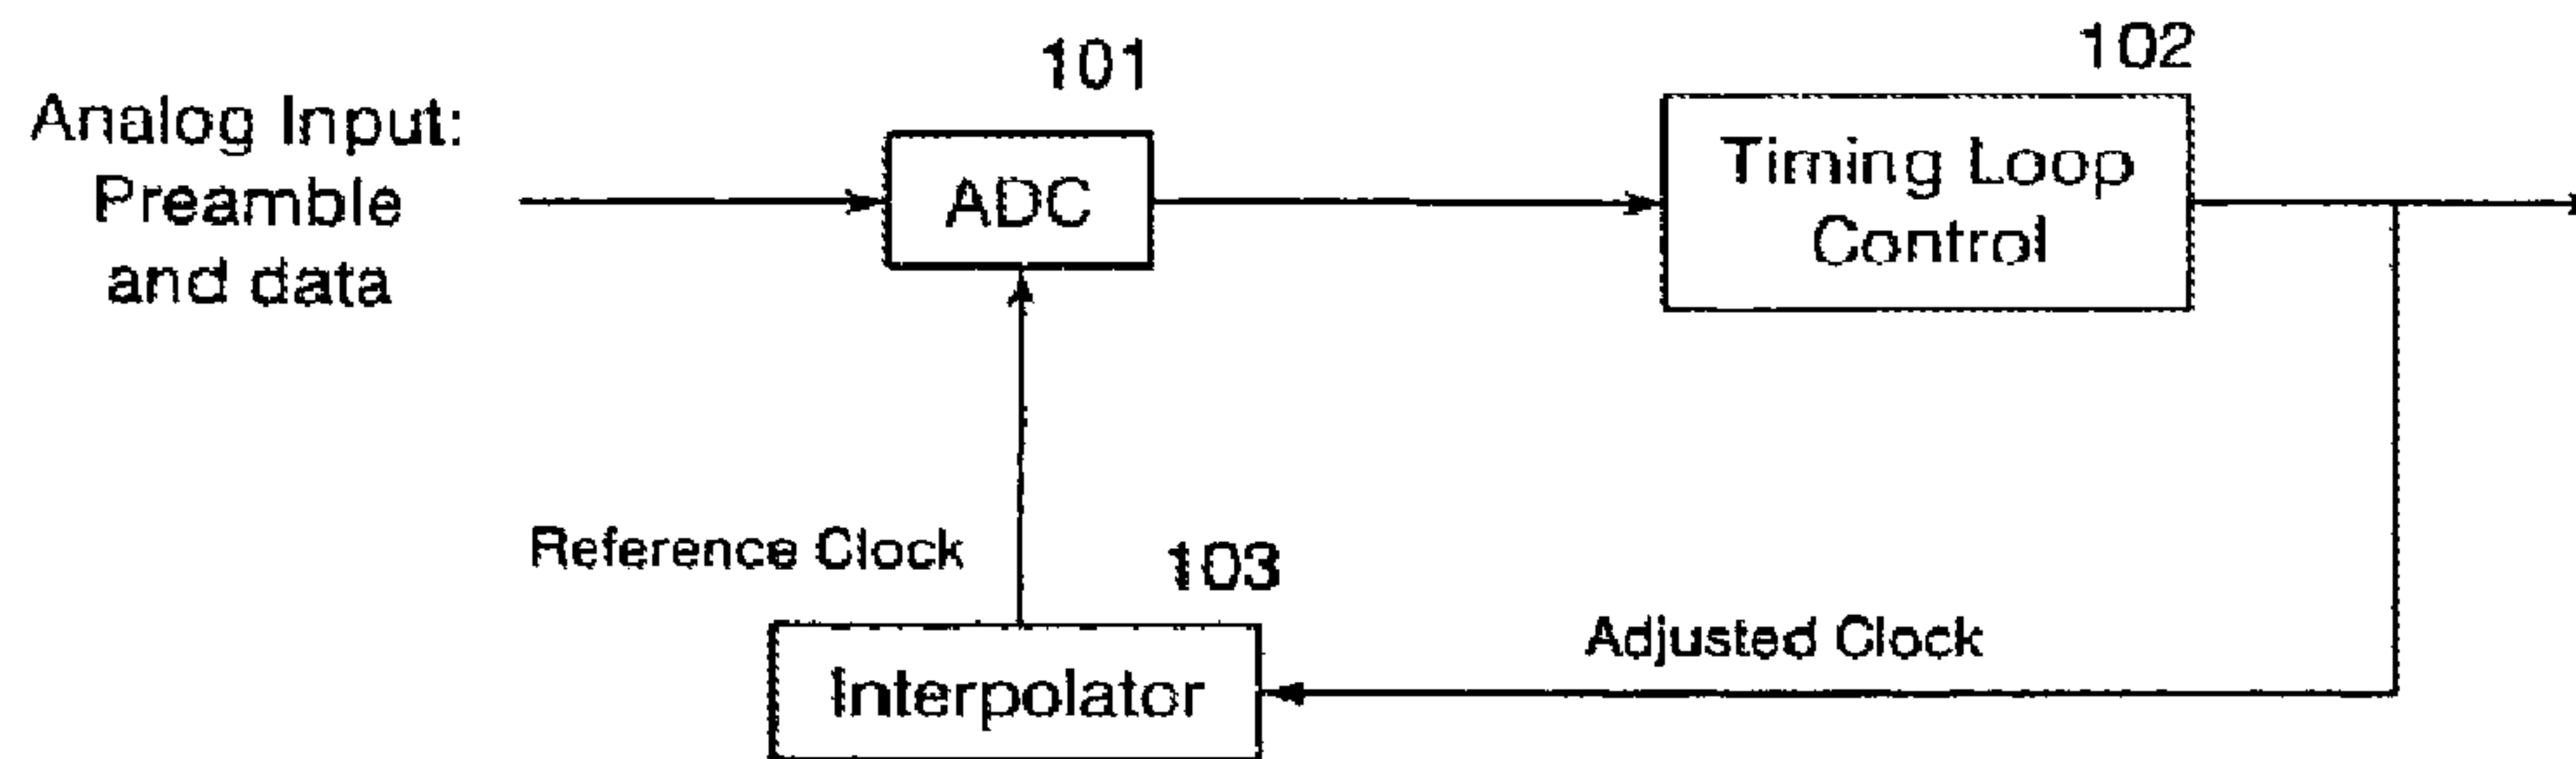 101
102
Analog Input:
Preamble
and data
ADC
Timing Loop
Control
Reference Clock
103
Adjusted Clock
Interpolator